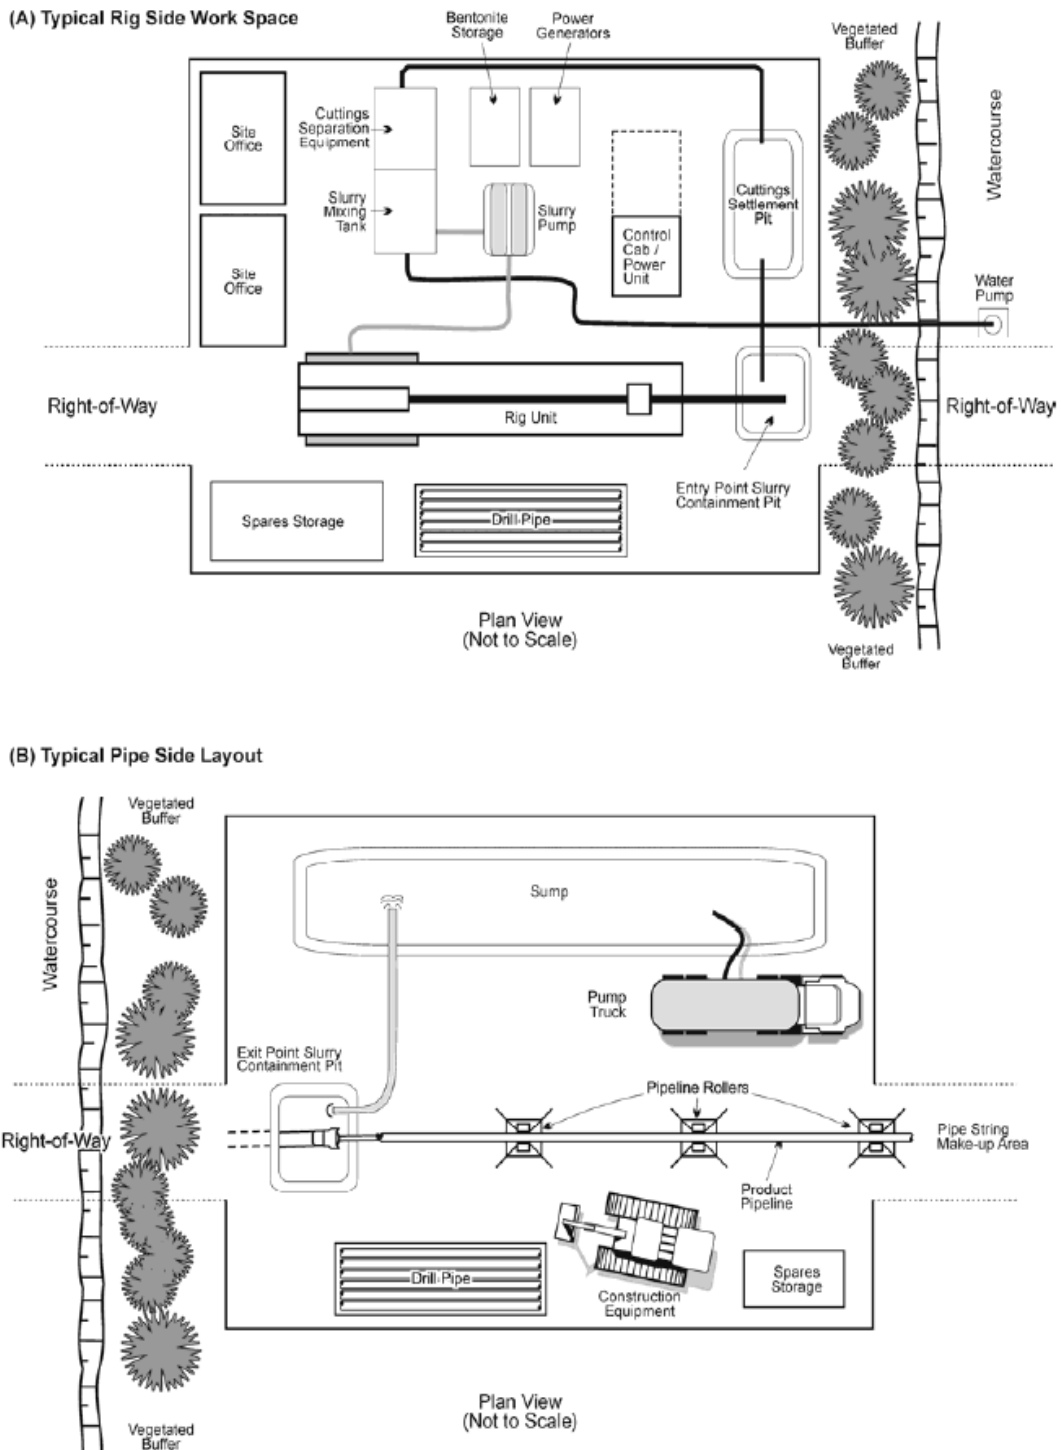 (A) Typical Rig Side Work Space
Bentonite
Storage
Power
Generators
Vegetated
Buffer
Site
Office
Cuttings
Separation
Equipment
Slurry
Mixing
Tank
Slurry
Pump
Control
Cab /
Power
Unit
Cuttings
Settlement
Pit
Watercourse
Site
Office
Water
Pump
Right-of-Way
Rig Unit
Right-of-Way
Entry Point Slurry
Containment Pit
Spares Storage
Drill Pipe
Plan View
(Not to Scale)
Vegetated
Buffer
(B) Typical Pipe Side Layout
Vegetated
Buffer
Watercourse
Sump
Pump
Truck
Exit Point Slurry
Containment Pit
Pipeline Rollers
Right-of-Way
Pipe String
Make-up Area
Product
Pipeline
Drill Pipe
Construction
Equipment
Spares
Storage
Plan View
(Not to Scale)
Vegetated
Buffer